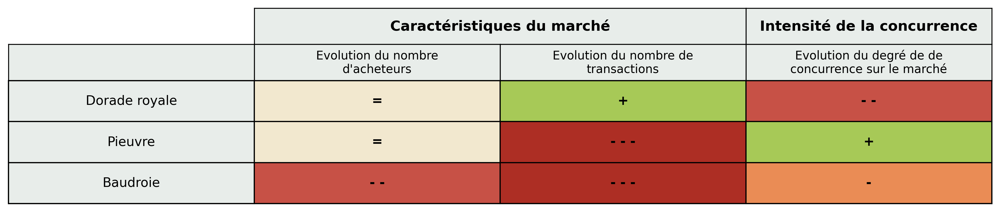 Caractéristiques du marché
Intensité de la concurrence
Evolution du nombre
d'acheteurs
Evolution du nombre de
transactions
Evolution du degré de de
concurrence sur le marché
Dorade royale
=
+
- -
Pieuvre
=
- - -
+
Baudroie
- -
- - -
-